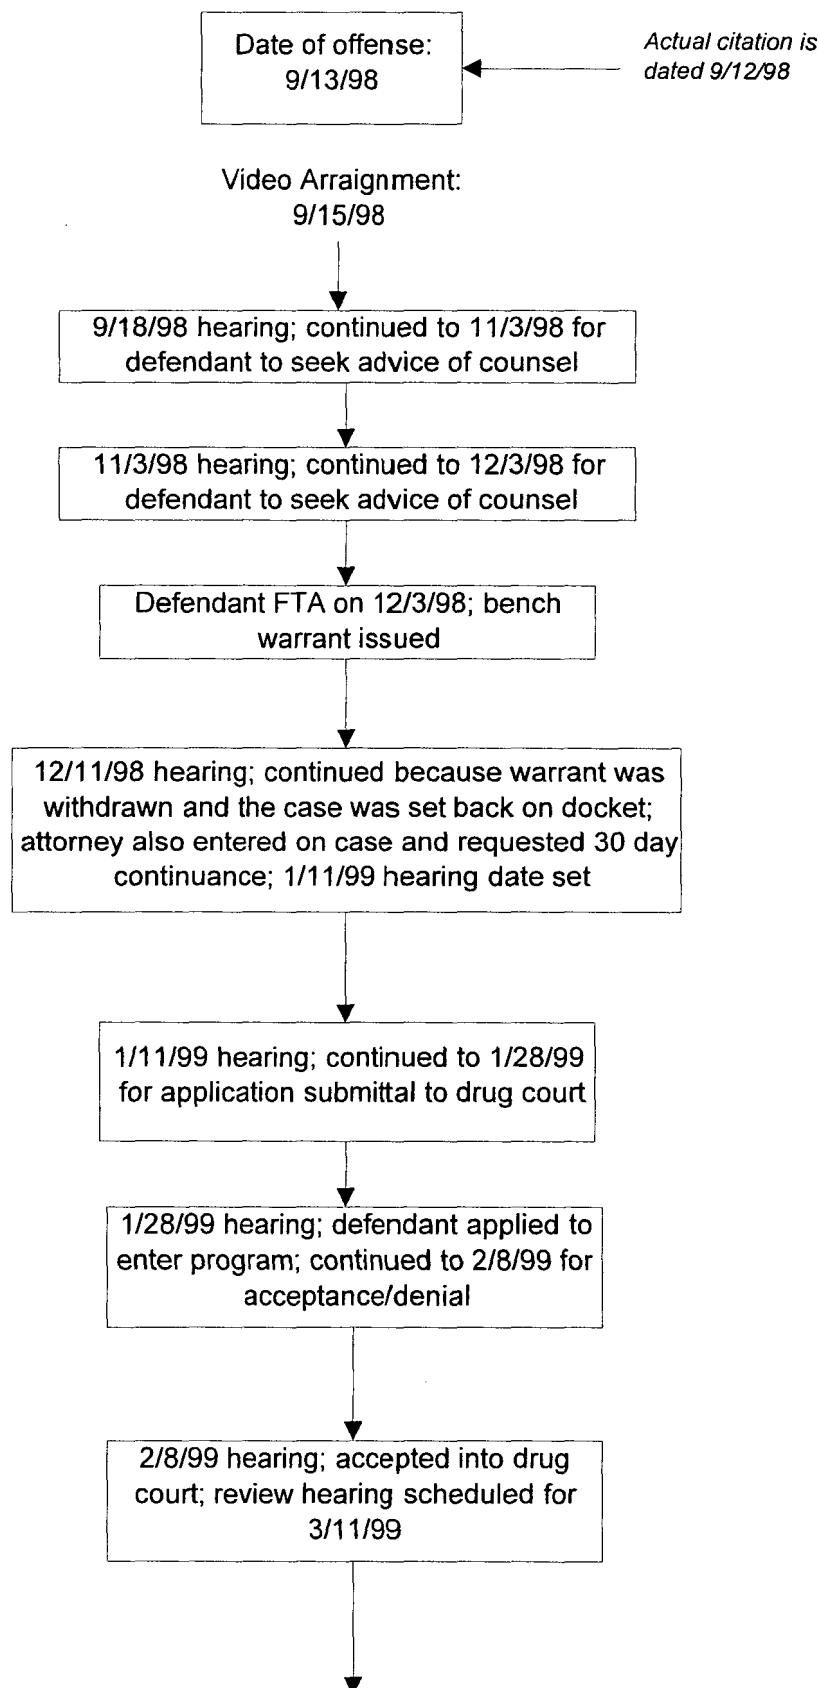 Date of offense:
9/13/98
Actual citation is
dated 9/12/98
Video Arraignment:
9/15/98
9/18/98 hearing; continued to 11/3/98 for
defendant to seek advice of counsel
11/3/98 hearing; continued to 12/3/98 for
defendant to seek advice of counsel
Defendant FTA on 12/3/98; bench
warrant issued
12/11/98 hearing; continued because warrant was
withdrawn and the case was set back on docket;
attorney also entered on case and requested 30 day
continuance; 1/11/99 hearing date set
1/11/99 hearing; continued to 1/28/99
for application submittal to drug court
1/28/99 hearing; defendant applied to
enter program; continued to 2/8/99 for
acceptance/denial
2/8/99 hearing; accepted into drug
court; review hearing scheduled for
3/11/99